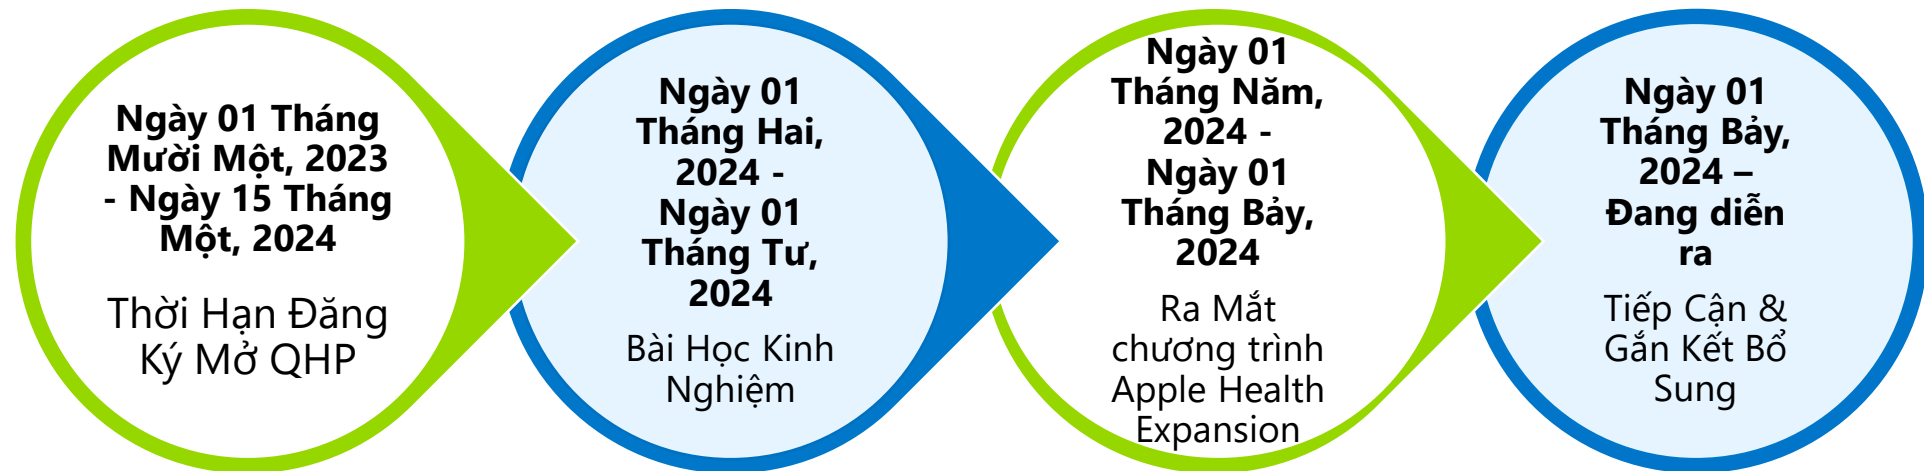 Ngày 01 Tháng
Mười Một, 2023
- Ngày 15 Tháng
Một, 2024
Thời Hạn Đăng
Ký Mở QHP
Ngày 01
Tháng Hai,
2024 -
Ngày 01
Tháng Tư,
2024
Bài Học Kinh
Nghiệm
Ngày 01
Tháng Năm,
2024 -
Ngày 01
Tháng Bảy,
2024
Ra Mắt
chương trình
Apple Health
Expansion
Ngày 01
Tháng Bảy,
2024 –
Đang diễn
ra
Tiếp Cận &
Gắn Kết Bổ
Sung